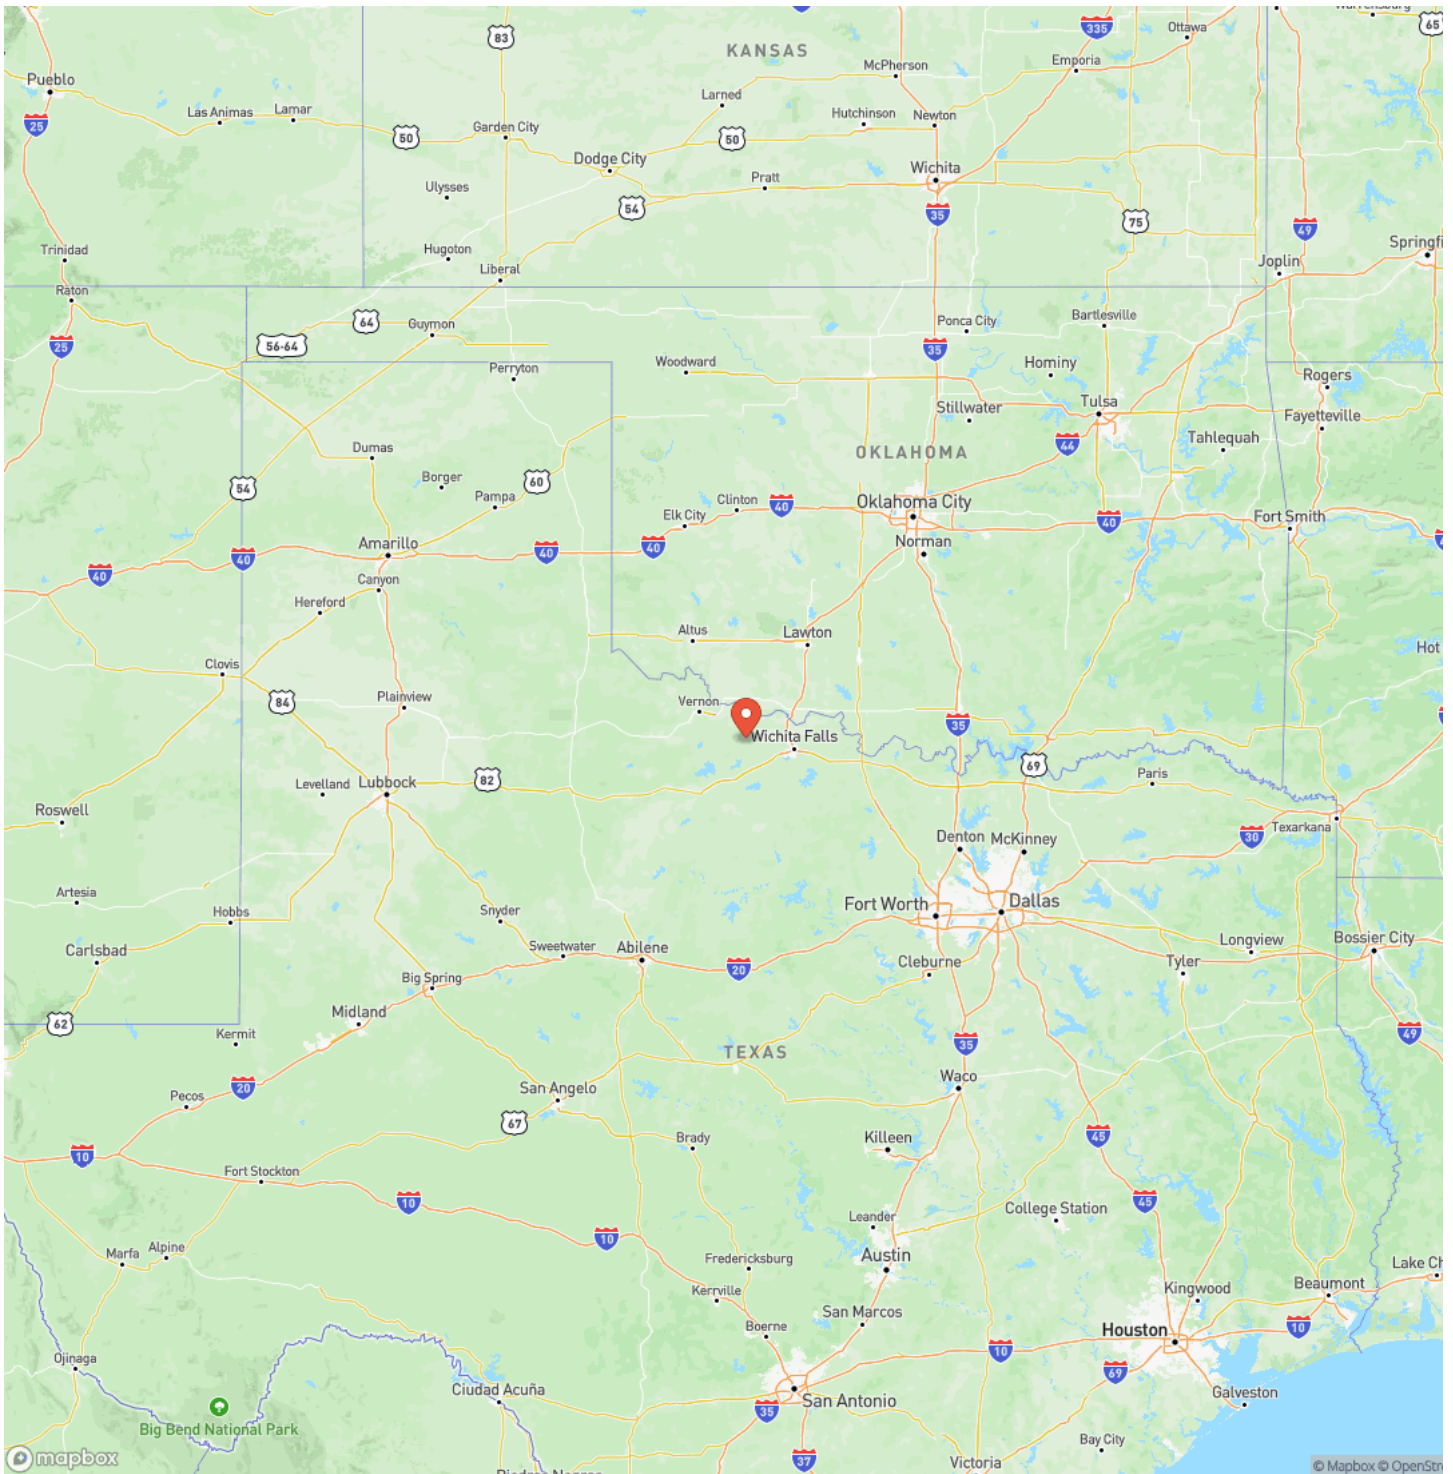 Warrensburg
65
335
Ottawa
83
KANSAS
McPherson
Emporia
Pueblo
Larned
Las Animas
Lamar
Hutchinson
Newton
25
Garden City
50
50
Dodge City
Wichita
Pratt
Ulysses
54
35
75
49
Trinidad
Hugoton
Springfi
Liberal
Joplin
Raton
64
Guymon
Ponca City
Bartlesville
25
56-64
35
Woodward
Hominy
Perryton
Rogers
Tulsa
Stillwater
Fayetteville
Tahlequah
Dumas
44
OKLAHOMA
Borger
60
54
Pampa
Clinton
40
Oklahoma City
Elk City
Fort Smith
40
Amarillo
Norman
40
40
40
40
Canyon
Hereford
Altus
Lawton
Hot
Clovis
84
Plainview
Vernon
35
Wichita Falls
69
Paris
Levelland
Lubbock
82
Roswell
Texarkana
Denton
McKinney
30
Artesia
Fort Worth
Dallas
Hobbs
Snyder
Carlsbad
Sweetwater
Abilene
Longview
Bossier City
Big Spring
20
Cleburne
Tyler
Midland
62
Kermit
49
35
TEXAS
20
Waco
Pecos
San Angelo
67
Brady
Killeen
45
10
Fort Stockton
10
45
College Station
Leander
10
Marfa
Alpine
Fredericksburg
Austin
Lake Ch
Kerrville
Kingwood
Beaumont
San Marcos
Boerne
Houston
10
10
Ojinaga
69
Ciudad Acuña
San Antonio
Galveston
35
Big Bend National Park
Bay City
mapbox
37
Victoria
Piedras Negras
© Mapbox © OpenStre